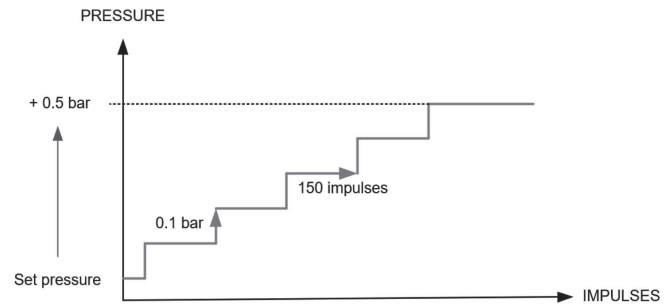 PRESSURE
+ 0.5 bar
150 impulses
0.1 bar
Set pressure
IMPULSES